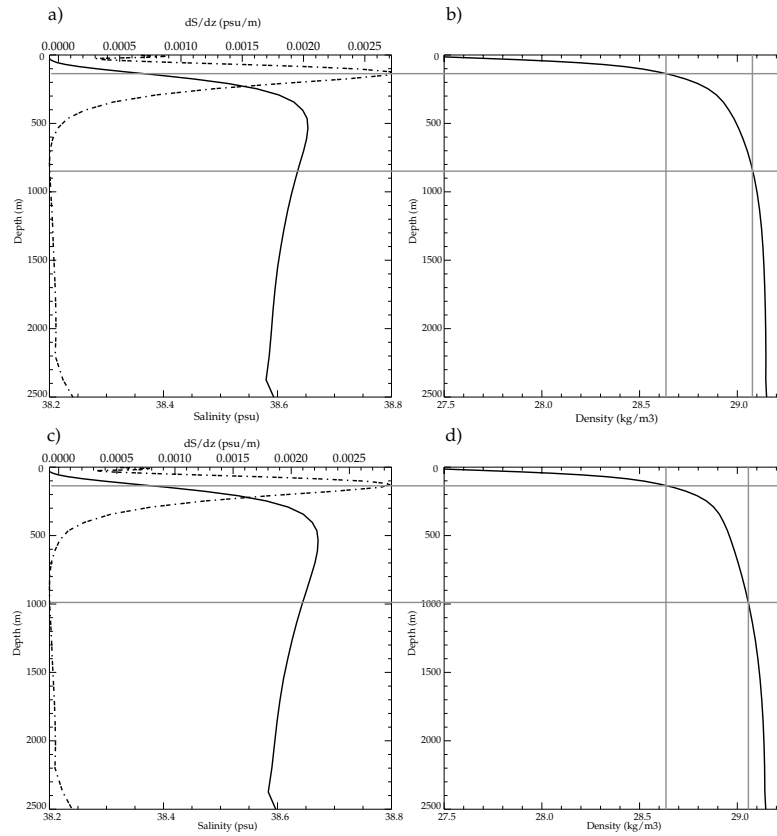 a)
dS/dz (psu/m)
0.0000 0.0005 0.0010 0.0015 0.0020 0.0025
0
500
1000
1500
2000
2500
Depth (m)
38.2 38.4 38.6 38.8
Salinity (psu)
b)
0
500
1000
1500
2000
2500
Depth (m)
27.5 28.0 28.5 29.0
Density (kg/m3)
c)
dS/dz (psu/m)
0.0000 0.0005 0.0010 0.0015 0.0020 0.0025
0
500
1000
1500
2000
2500
Depth (m)
38.2 38.4 38.6 38.8
Salinity (psu)
d)
0
500
1000
1500
2000
2500
Depth (m)
27.5 28.0 28.5 29.0
Density (kg/m3)